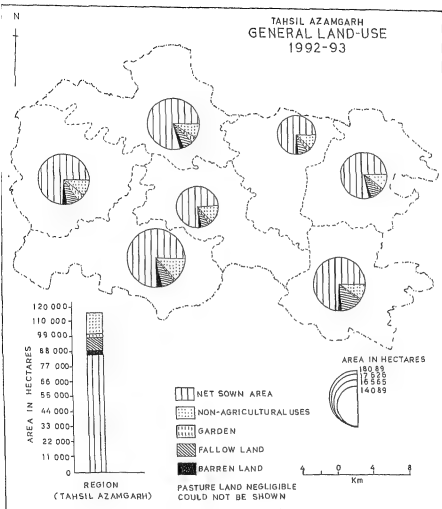 N
TAHSIL AZAMGARH
GENERAL LAND-USE
1992-93
120 000
110 000
99 000
88 000
77 000
66 000
55 000
44 000
33 000
22 000
11 000
0
AREA IN HECTARES
REGION
(TAHSIL AZAMGARH)
NET SOWN AREA
NON-AGRICULTURAL USES
GARDEN
FALLOW LAND
BARREN LAND
PASTURE LAND NEGLIGIBLE
COULD NOT BE SHOWN
AREA IN HECTARES
18089
17626
16565
14089
4 0 2 4 8
Km